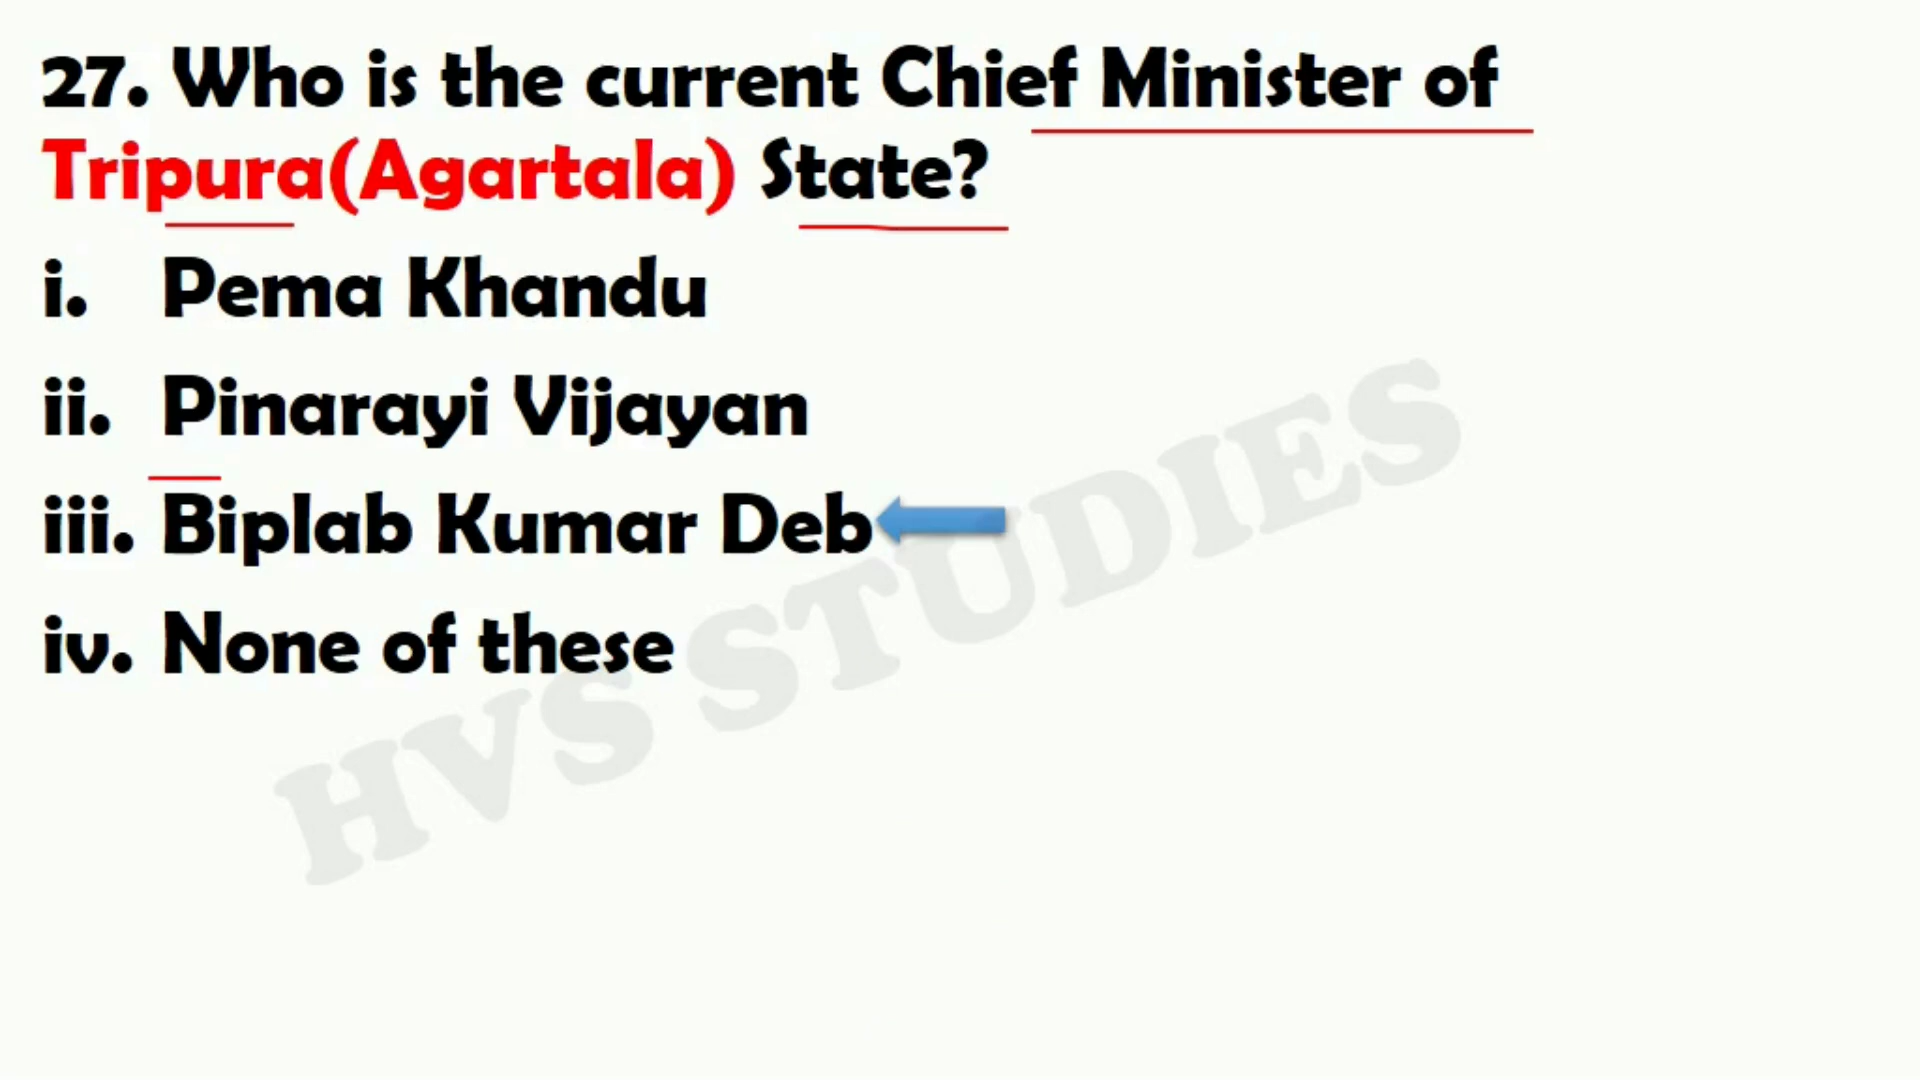 27. Who is the current Chief Minister of
Tripura(Agartala) State?
i. Pema Khandu
ii. Pinarayi Vijayan
iii. Biplab Kumar Deb
iv. None of these
HVS STUDIES